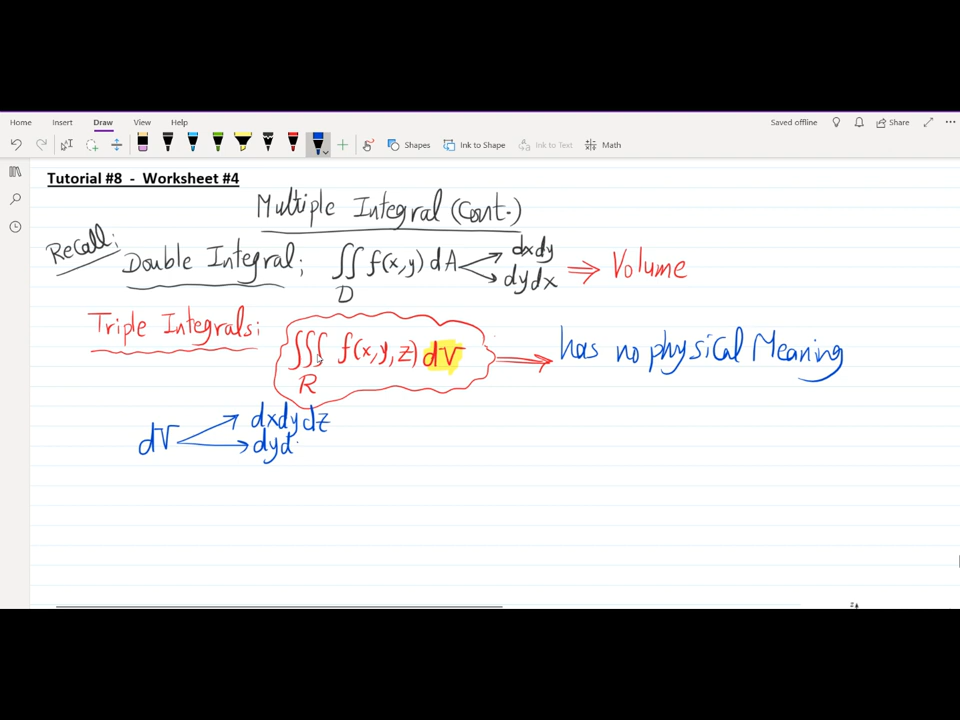 Home Insert Draw View Help
Saved offline Share
Shapes Ink to Shape Ink to Text Math
Tutorial #8 - Worksheet #4
Multiple Integral (Cont.)
Recall:
Double Integral; ∬ f(x,y) dA dxdy
D dydx ⇒ Volume
Triple Integrals: ∭ f(x,y,z) dV → has no physical Meaning
R
dV dxdydz
dyd